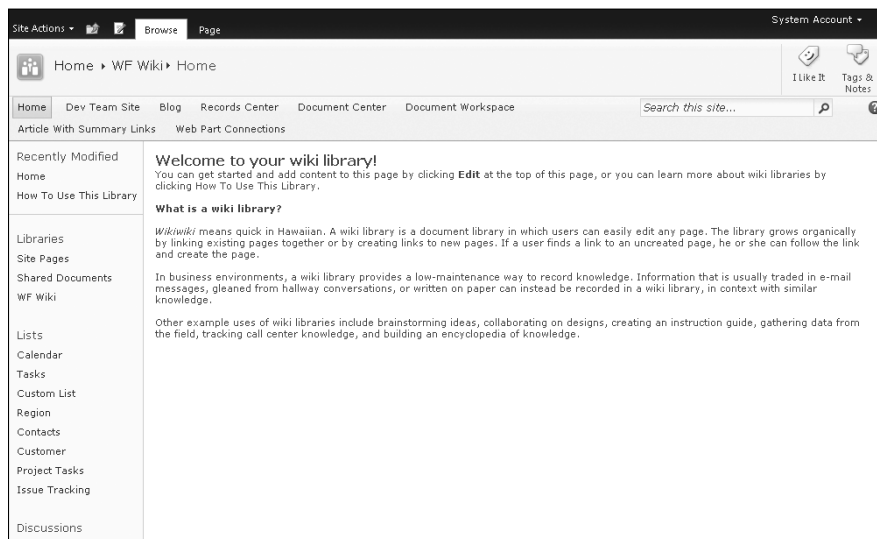 Site Actions
Browse
Page
System Account
Home ▸ WF Wiki ▸ Home
I Like It
Tags &
Notes
Home Dev Team Site Blog Records Center Document Center Document Workspace
Search this site...
Article With Summary Links Web Part Connections
Recently Modified
Home
How To Use This Library
Libraries
Site Pages
Shared Documents
WF Wiki
Lists
Calendar
Tasks
Custom List
Region
Contacts
Customer
Project Tasks
Issue Tracking
Discussions
Welcome to your wiki library!
You can get started and add content to this page by clicking Edit at the top of this page, or you can learn more about wiki libraries by
clicking How To Use This Library.
What is a wiki library?
Wikiwiki means quick in Hawaiian. A wiki library is a document library in which users can easily edit any page. The library grows organically
by linking existing pages together or by creating links to new pages. If a user finds a link to an uncreated page, he or she can follow the link
and create the page.
In business environments, a wiki library provides a low-maintenance way to record knowledge. Information that is usually traded in e-mail
messages, gleaned from hallway conversations, or written on paper can instead be recorded in a wiki library, in context with similar
knowledge.
Other example uses of wiki libraries include brainstorming ideas, collaborating on designs, creating an instruction guide, gathering data from
the field, tracking call center knowledge, and building an encyclopedia of knowledge.